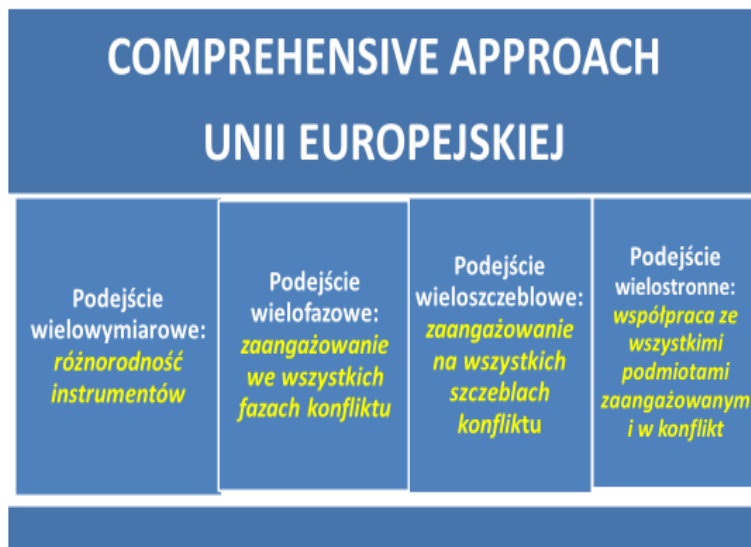 COMPREHENSIVE APPROACH
UNII EUROPEJSKIEJ
Podejście
wielowymiarowe:
różnorodność
instrumentów
Podejście
wielofazowe:
zaangażowanie
we wszystkich
fazach konfliktu
Podejście
wieloszczeblowe:
zaangażowanie
na wszystkich
szczeblach
konfliktu
Podejście
wielostronne:
współpraca ze
wszystkimi
podmiotami
zaangażowanym
i w konflikt